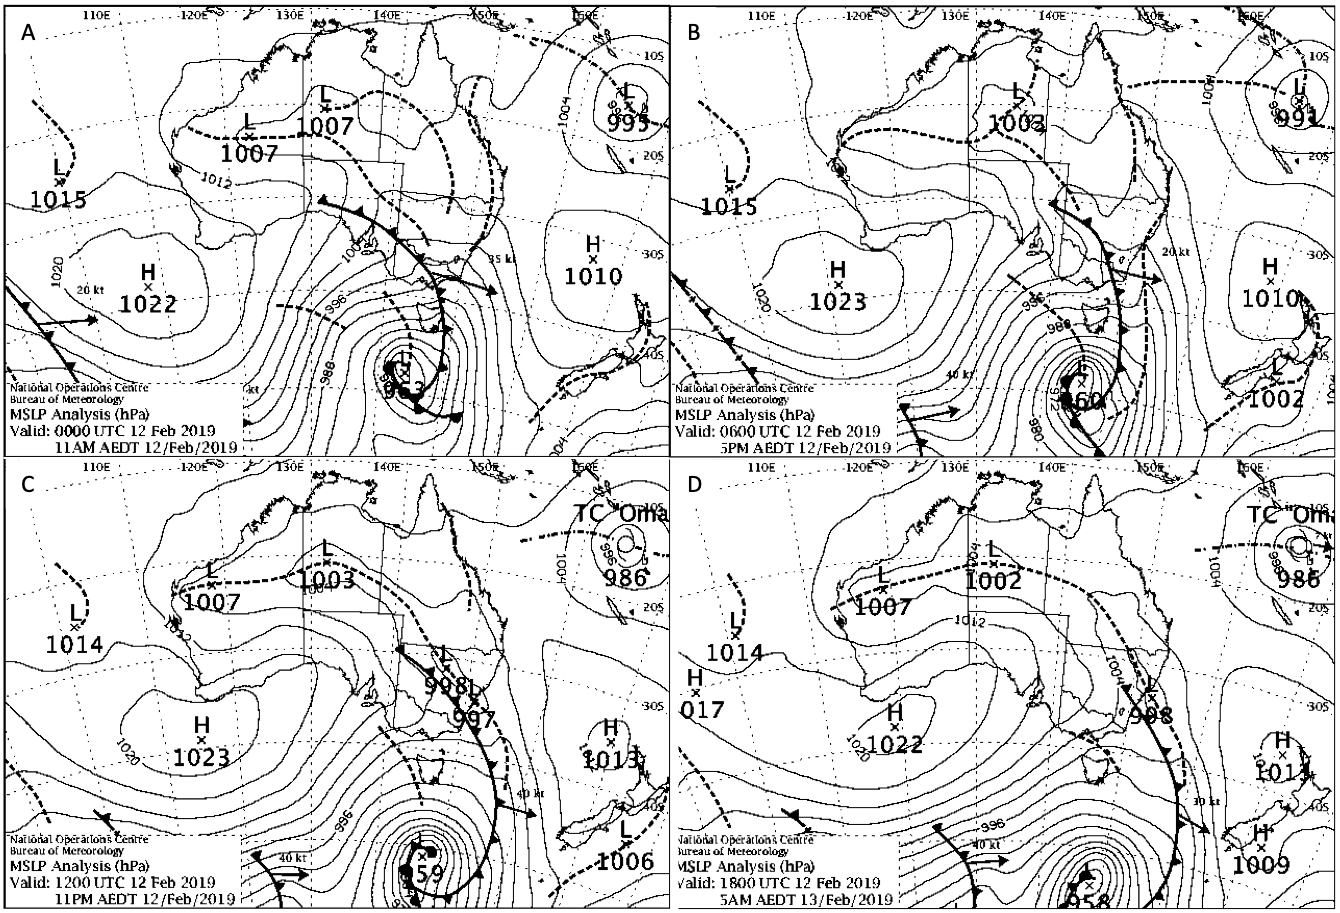 A
110E 120E 130E 140E 150E 160E
10S
20S
30S
40S
L
995
1004
L
1007
L
1007
1012
L
1015
H
1010
35 kt
1020
20 kt
H
1022
996
988
963
kt
National Operations Centre
Bureau of Meteorology
MSLP Analysis (hPa)
Valid: 0000 UTC 12 Feb 2019
11AM AEDT 12/Feb/2019
B
110E 120E 130E 140E 150E 160E
10S
20S
30S
40S
1004
L
991
L
1002
L
1015
20 kt
H
1010
1020
H
1023
996
988
L
960
980
40 kt
L
1002
National Operations Centre
Bureau of Meteorology
MSLP Analysis (hPa)
Valid: 0600 UTC 12 Feb 2019
5PM AEDT 12/Feb/2019
C
110E 120E 130E 140E 150E 160E
10S
20S
30S
40S
TC Oma
996
1004
986
L
1003
1004
L
1007
1012
L
1014
L
998
L
997
H
1013
1020
H
1023
40 kt
996
L
959
40 kt
L
1006
National Operations Centre
Bureau of Meteorology
MSLP Analysis (hPa)
Valid: 1200 UTC 12 Feb 2019
11PM AEDT 12/Feb/2019
D
110E 120E 130E 140E 150E 160E
10S
20S
30S
40S
TC Oma
1004
986
1004
L
1002
L
1007
1012
L
1014
1004
H
017
L
998
1020
H
1022
H
1013
30 kt
996
40 kt
L
958
H
1009
National Operations Centre
Bureau of Meteorology
MSLP Analysis (hPa)
Valid: 1800 UTC 12 Feb 2019
5AM AEDT 13/Feb/2019